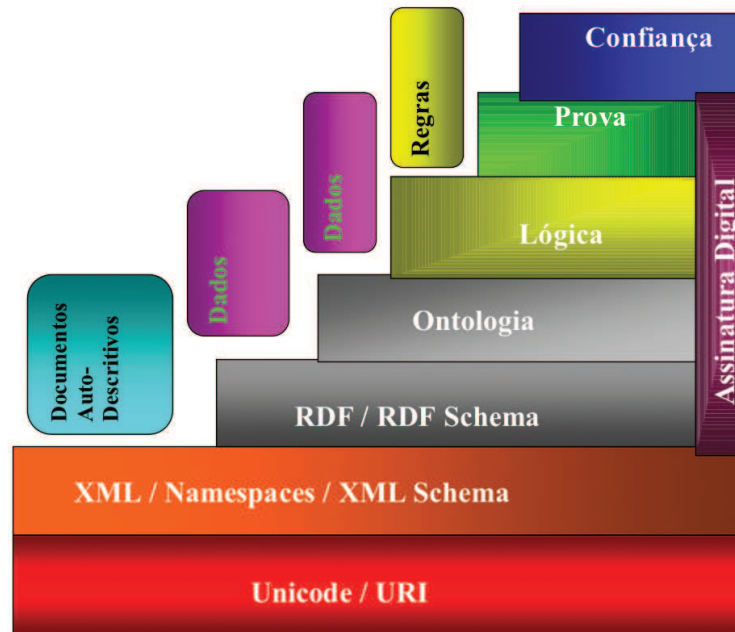 Confiança
Regras
Prova
Dados
Lógica
Assinatura Digital
Dados
Ontologia
Documentos
Auto-
Descritivos
RDF / RDF Schema
XML / Namespaces / XML Schema
Unicode / URI